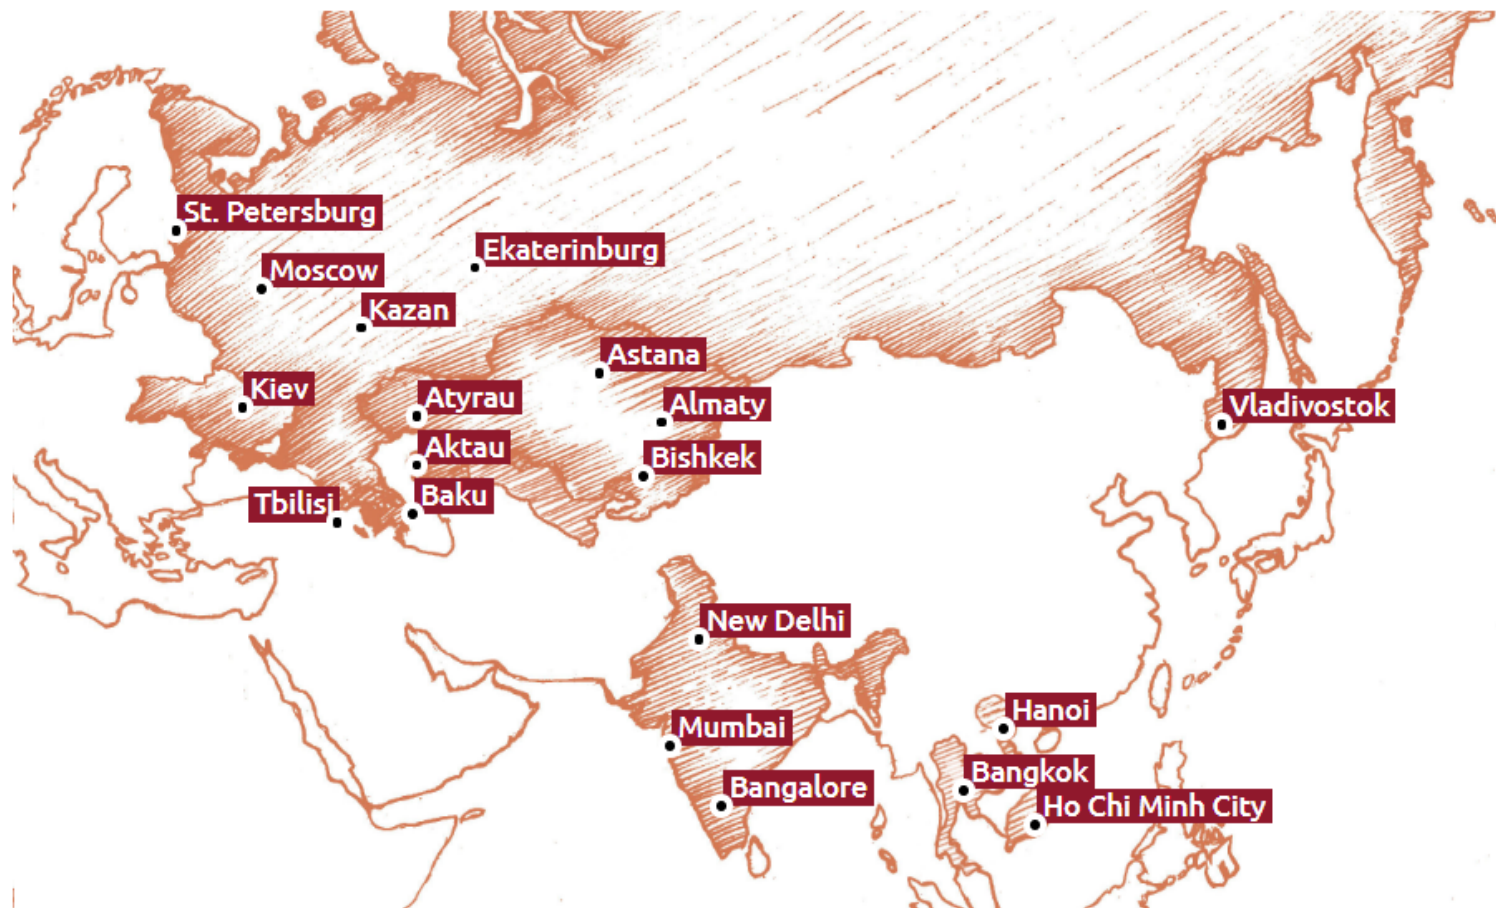 St. Petersburg
Ekaterinburg
Moscow
Kazan
Astana
Kiev
Atyrau
Almaty
Vladivostok
Aktau
Bishkek
Baku
Tbilisi
New Delhi
Hanoi
Mumbai
Bangkok
Bangalore
Ho Chi Minh City